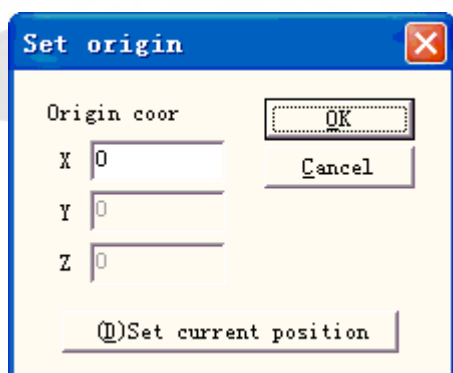 Set origin
Origin coor
OK
X 0
Cancel
Y 0
Z 0
(D)Set current position